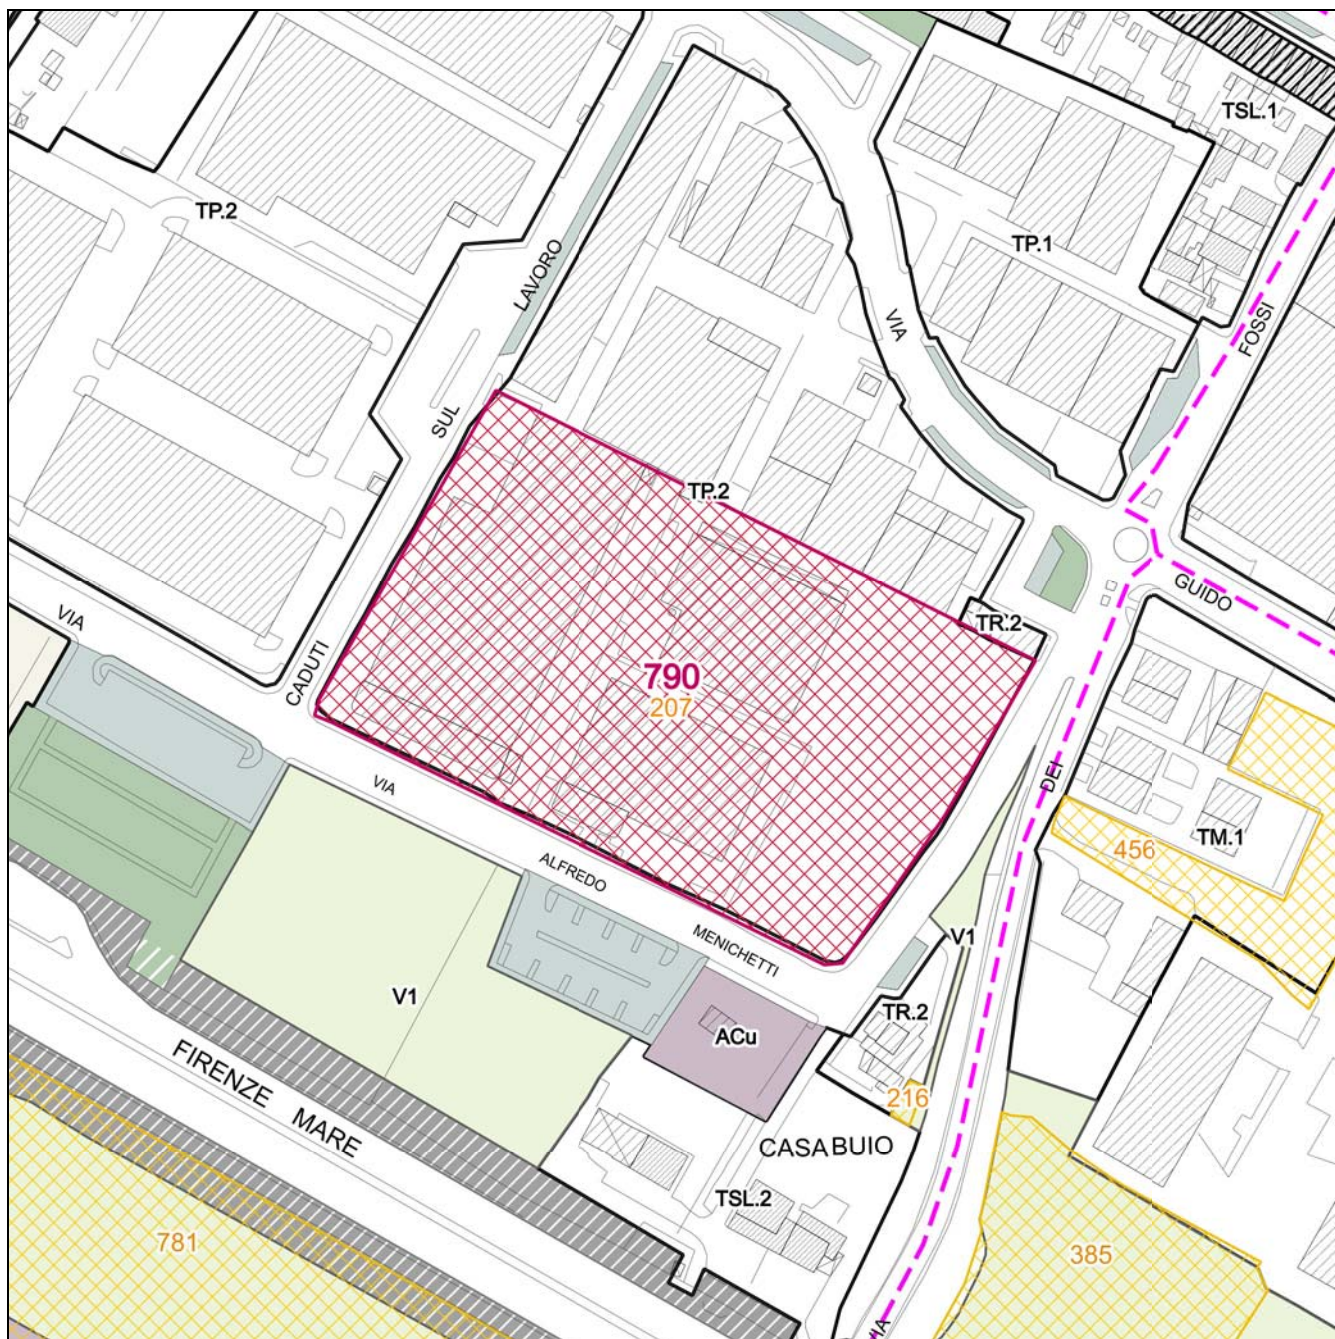 TSL.1
TP.2
LAVORO
TP.1
VIA
FOSSI
SUL
TP.2
GUIDO
VIA
TR.2
CADUTI
790
207
DEI
VIA
TM.1
456
ALFREDO
MENICHETTI
V1
V1
TR.2
ACu
FIRENZE MARE
216
CASABUIO
TSL.2
781
385
VIA